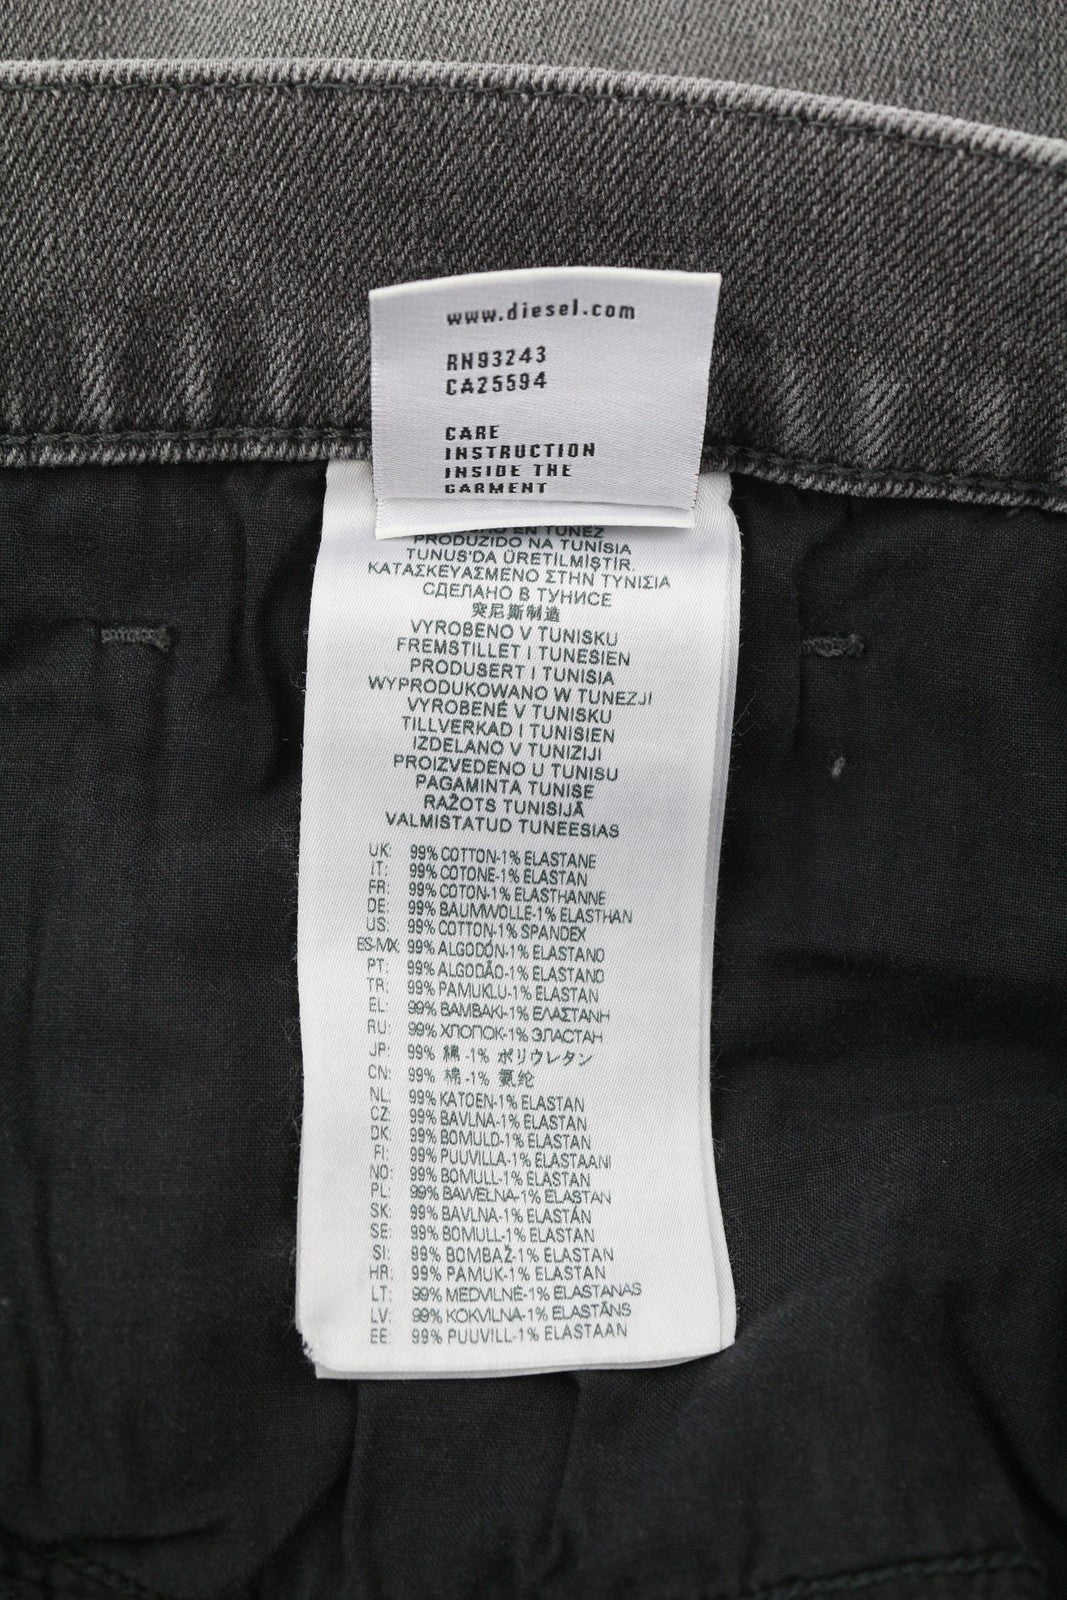 www.diesel.com
RN93243
CA25594
CARE
INSTRUCTION
INSIDE THE
GARMENT
EN TUNEZ
PRODUZIDO NA TUNÍSIA
TUNUS'DA ÜRETILMIŞTIR.
ΚΑΤΑΣΚΕΥΑΣΜΕΝΟ ΣΤΗΝ ΤΥΝΙΣΙΑ
СДЕЛАНО В ТУНИСЕ
突尼斯制造
VYROBENO V TUNISKU
FREMSTILLET I TUNESIEN
PRODUSERT I TUNISIA
WYPRODUKOWANO W TUNEZJI
VYROBENÉ V TUNISKU
TILLVERKAD I TUNISIEN
IZDELANO V TUNIZIJI
PROIZVEDENO U TUNISU
PAGAMINTA TUNISE
RAŽOTS TUNISIJĀ
VALMISTATUD TUNEESIAS
UK: 99% COTTON-1% ELASTANE
IT: 99% COTONE-1% ELASTAN
FR: 99% COTON-1% ELASTHANNE
DE: 99% BAUMWOLLE-1% ELASTHAN
US: 99% COTTON-1% SPANDEX
ES-MX: 99% ALGODÓN-1% ELASTANO
PT: 99% ALGODÃO-1% ELASTANO
TR: 99% PAMUKLU-1% ELASTAN
EL: 99% ΒΑΜΒΑΚΙ-1% ΕΛΑΣΤΑΝΗ
RU: 99% ХЛОПОК-1% ЭЛАСТАН
JP: 99% 綿 -1% ポリウレタン
CN: 99% 棉 -1% 氨纶
NL: 99% KATOEN-1% ELASTAN
CZ: 99% BAVLNA-1% ELASTAN
DK: 99% BOMULD-1% ELASTAN
FI: 99% PUUVILLA-1% ELASTAANI
NO: 99% BOMULL-1% ELASTAN
PL: 99% BAWEŁNA-1% ELASTAN
SK: 99% BAVLNA-1% ELASTÁN
SE: 99% BOMULL-1% ELASTAN
SI: 99% BOMBAŽ-1% ELASTAN
HR: 99% PAMUK-1% ELASTAN
LT: 99% MEDVILNĖ-1% ELASTANAS
LV: 99% KOKVILNA-1% ELASTĀNS
EE: 99% PUUVILL-1% ELASTAAN